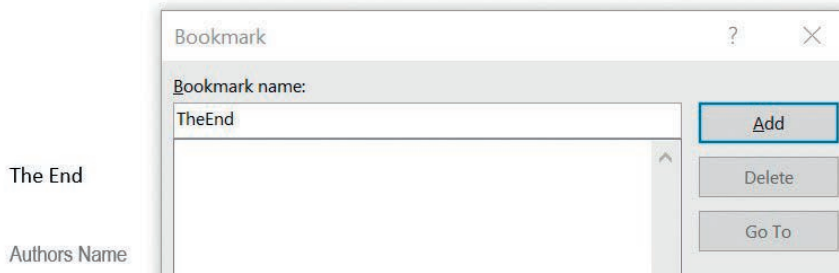 Bookmark ?
Bookmark name:
TheEnd
Add
The End
Delete
Go To
Authors Name